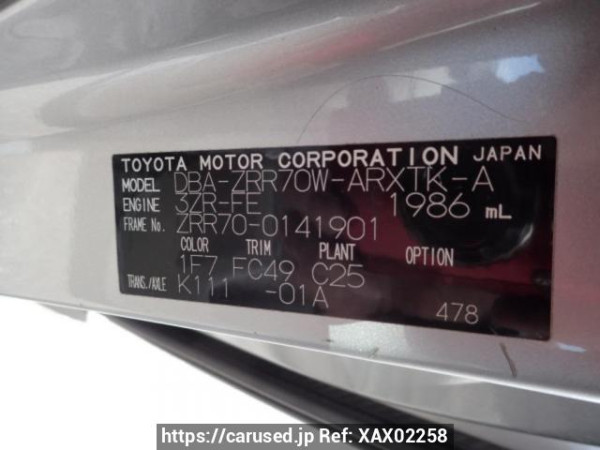 TOYOTA MOTOR CORPORATION JAPAN
MODEL DBA-ZRR70W-ARXTK-A
ENGINE 3ZR-FE 1986 mL
FRAME No. ZRR70-0141901
COLOR TRIM PLANT OPTION
1F7 FC49 C25
TRANS./AXLE K111 -01A
478
https://carused.jp Ref: XAX02258